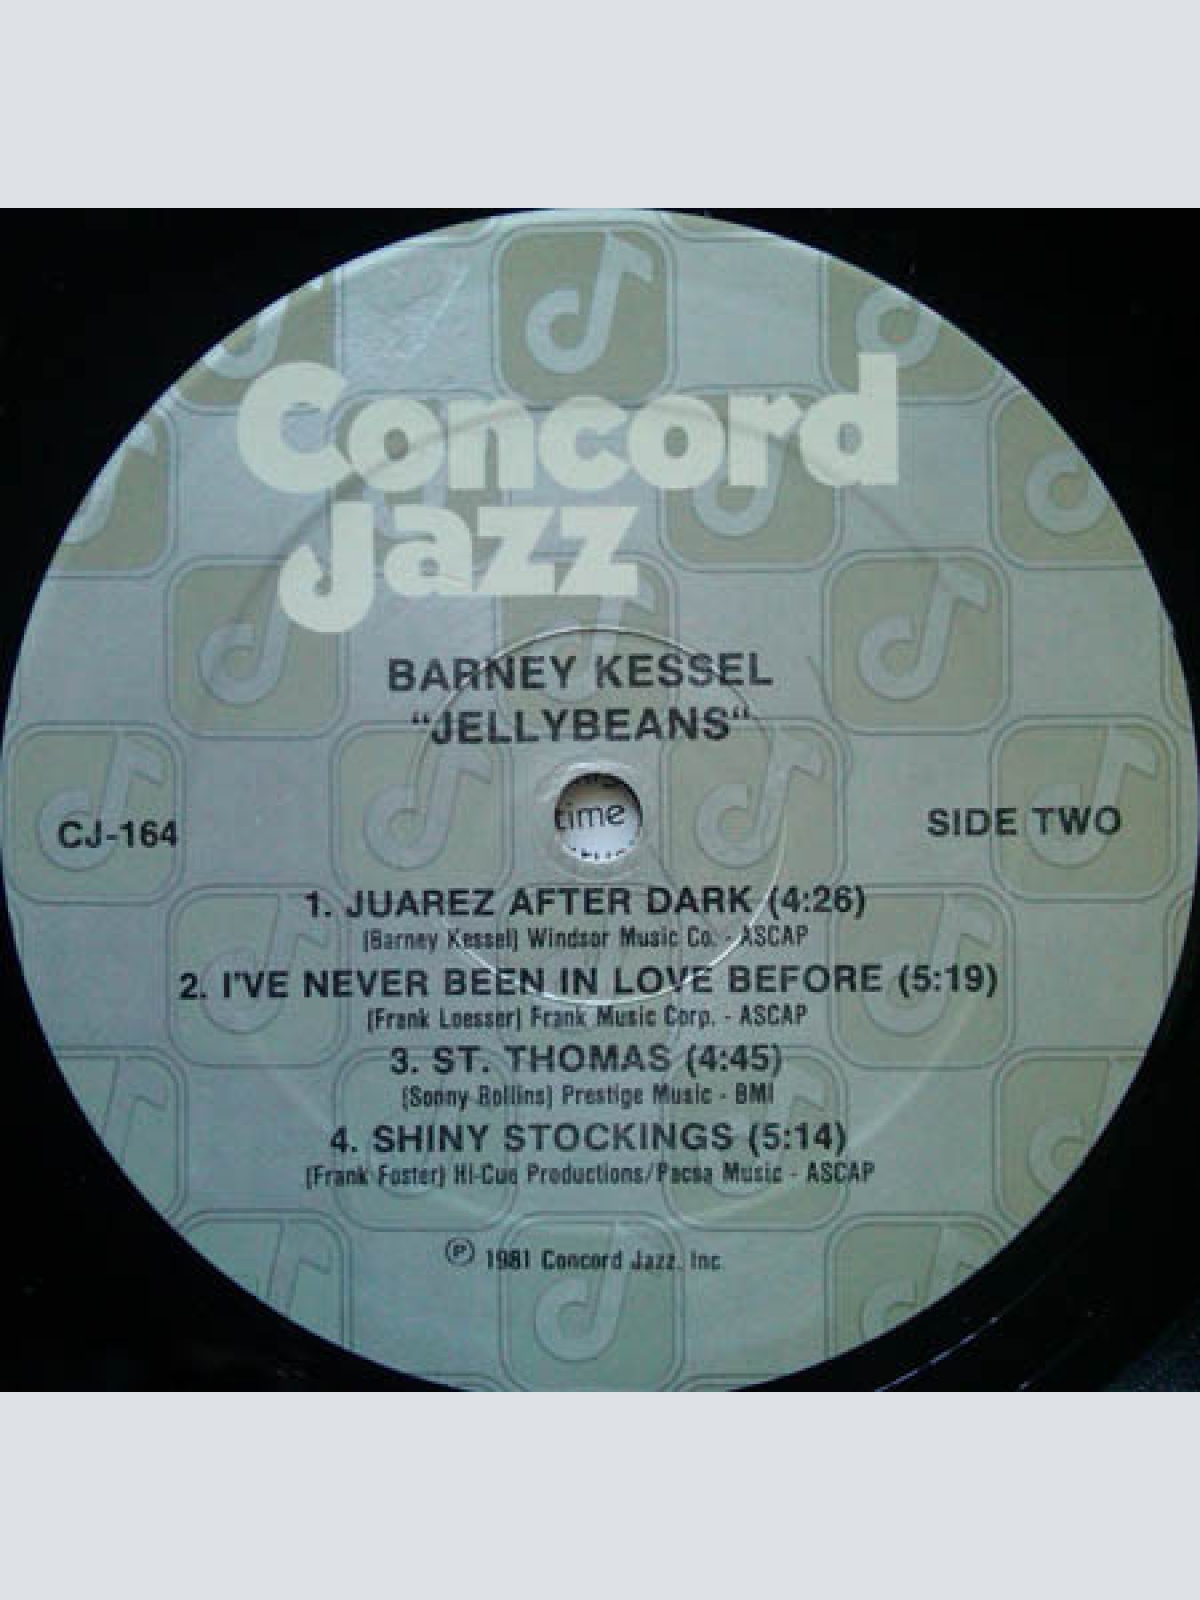 Concord
Jazz
BARNEY KESSEL
"JELLYBEANS"
time
CJ-164
SIDE TWO
1. JUAREZ AFTER DARK (4:26)
(Barney Kessel) Windsor Music Co. - ASCAP
2. I'VE NEVER BEEN IN LOVE BEFORE (5:19)
(Frank Loesser) Frank Music Corp. - ASCAP
3. ST. THOMAS (4:45)
(Sonny Rollins) Prestige Music - BMI
4. SHINY STOCKINGS (5:14)
(Frank Foster) Hi-Cue Productions/Pacsa Music - ASCAP
Ⓟ 1981 Concord Jazz, Inc.